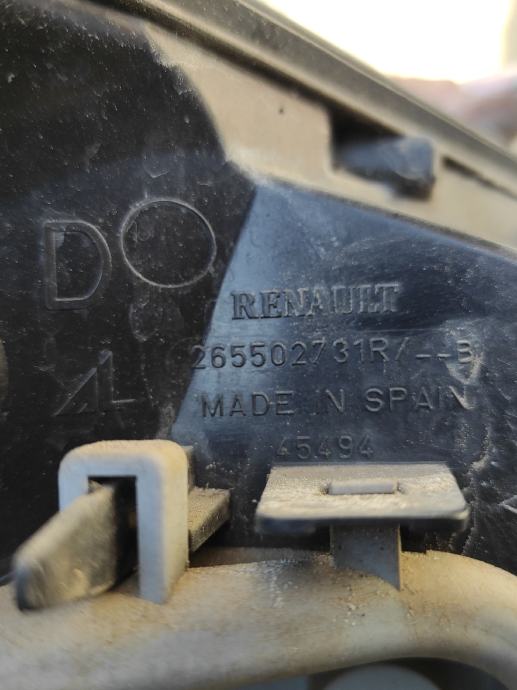 D
RENAULT
265502731R/--B
MADE IN SPAIN
45494